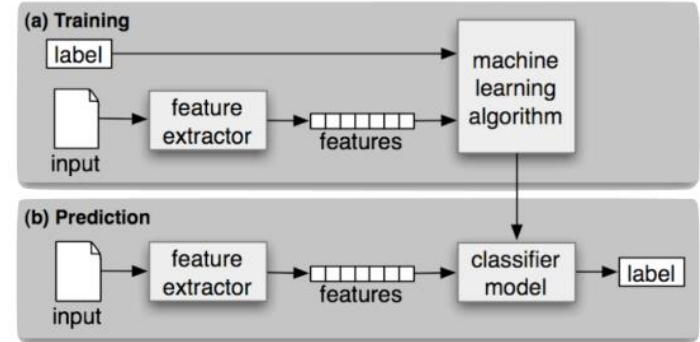 (a) Training
label
machine
learning
algorithm
feature
extractor
features
input
(b) Prediction
feature
extractor
features
input
classifier
model
label